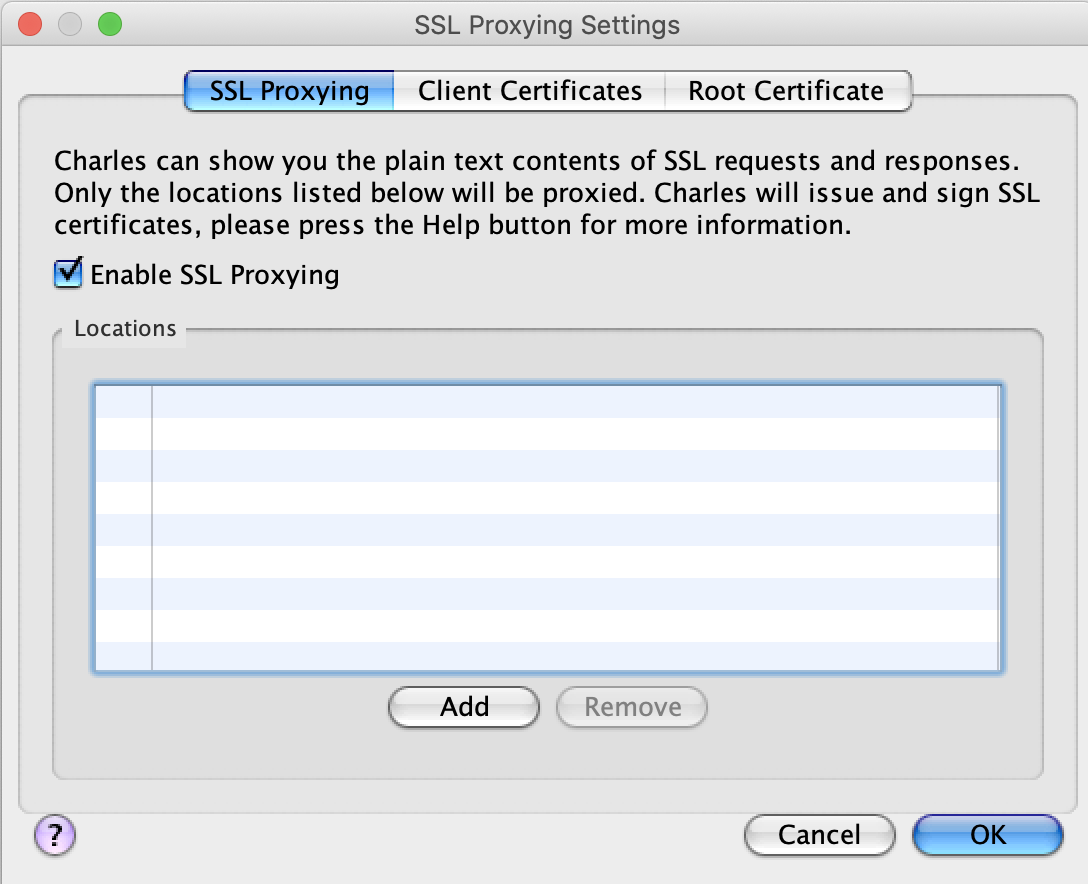 SSL Proxying Settings
SSL Proxying
Client Certificates
Root Certificate
Charles can show you the plain text contents of SSL requests and responses.
Only the locations listed below will be proxied. Charles will issue and sign SSL
certificates, please press the Help button for more information.
Enable SSL Proxying
Locations
Add
Remove
?
Cancel
OK